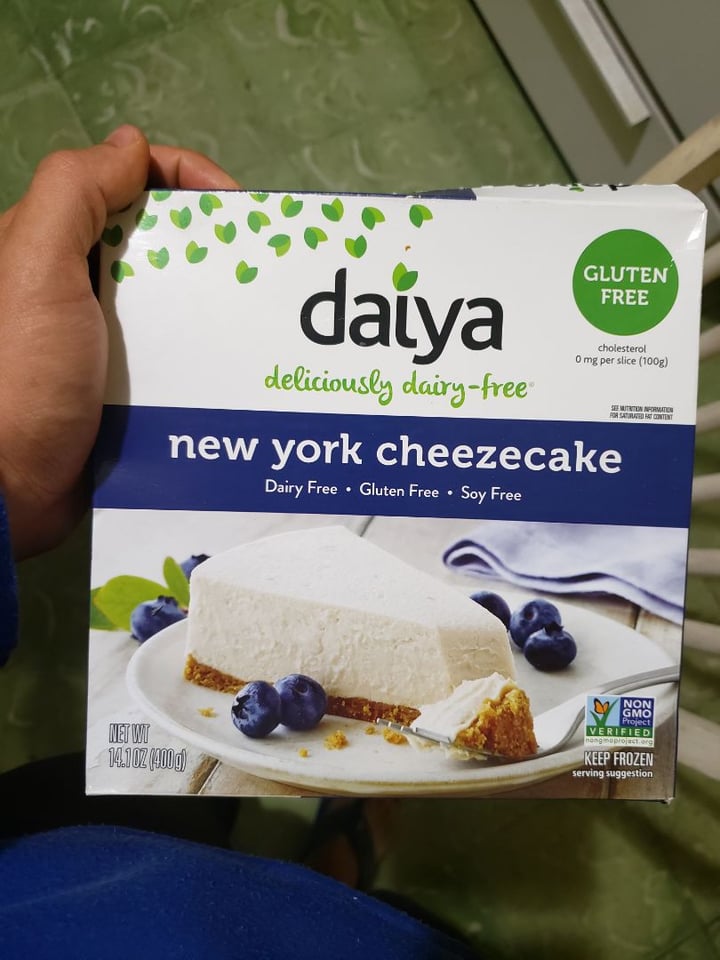 daiya
deliciously dairy-free®
GLUTEN
FREE
cholesterol
0 mg per slice (100g)
SEE NUTRITION INFORMATION
FOR SATURATED FAT CONTENT
new york cheezecake
Dairy Free • Gluten Free • Soy Free
NET WT
14.1 OZ (400g)
NON
GMO
Project
VERIFIED
nongmoproject.org
KEEP FROZEN
serving suggestion